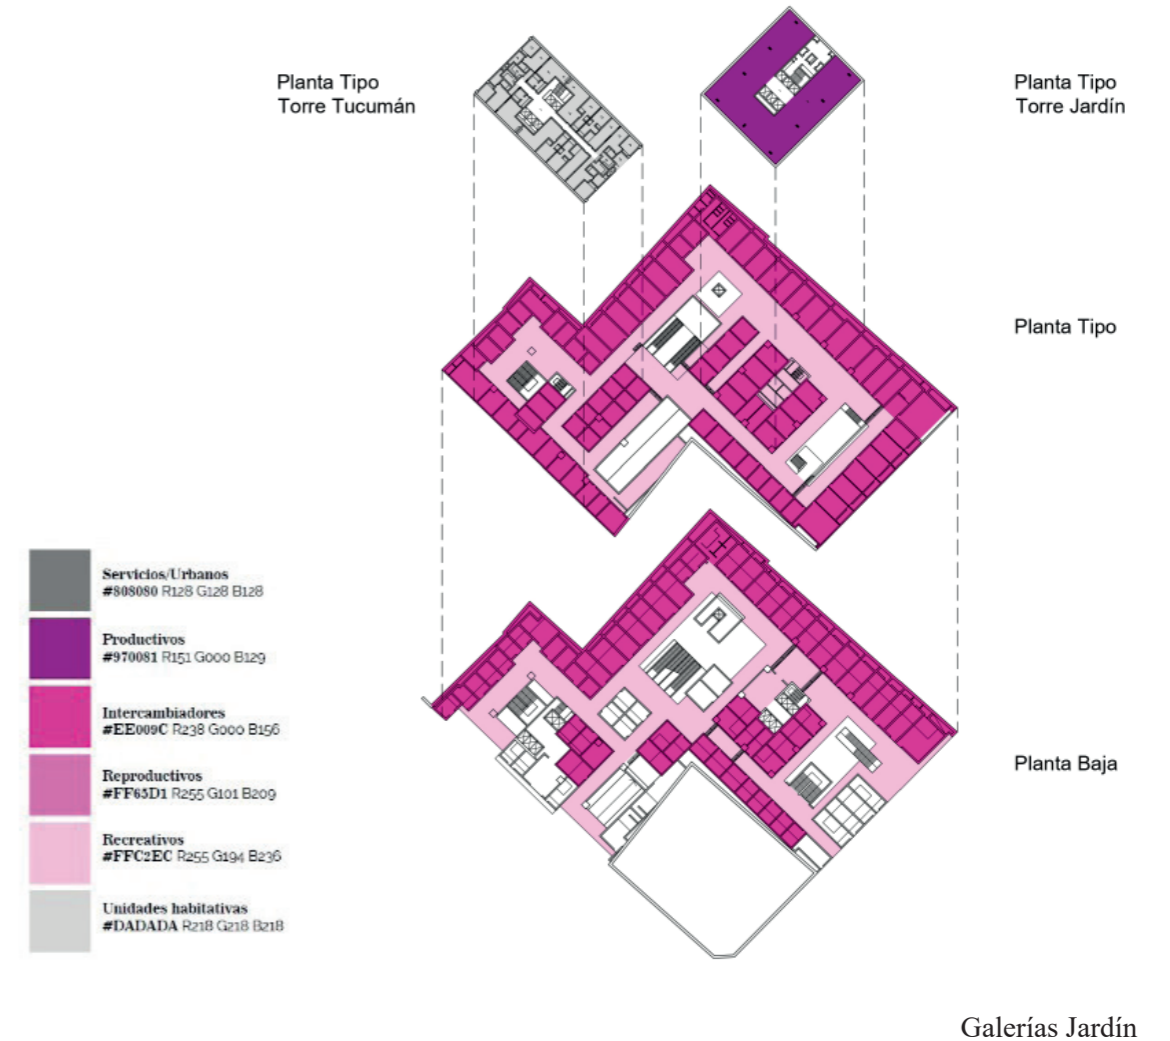 Planta Tipo
Torre Tucumán
Planta Tipo
Torre Jardín
Planta Tipo
Servicios/Urbanos
#808080 R128 G128 B128
Productivos
#970081 R151 G000 B129
Intercambiadores
#EE009C R238 G000 B156
Reproductivos
#FF65D1 R255 G101 B209
Recreativos
#FFC2EC R255 G194 B236
Unidades habitativas
#DADADA R218 G218 B218
Planta Baja
Galerías Jardín